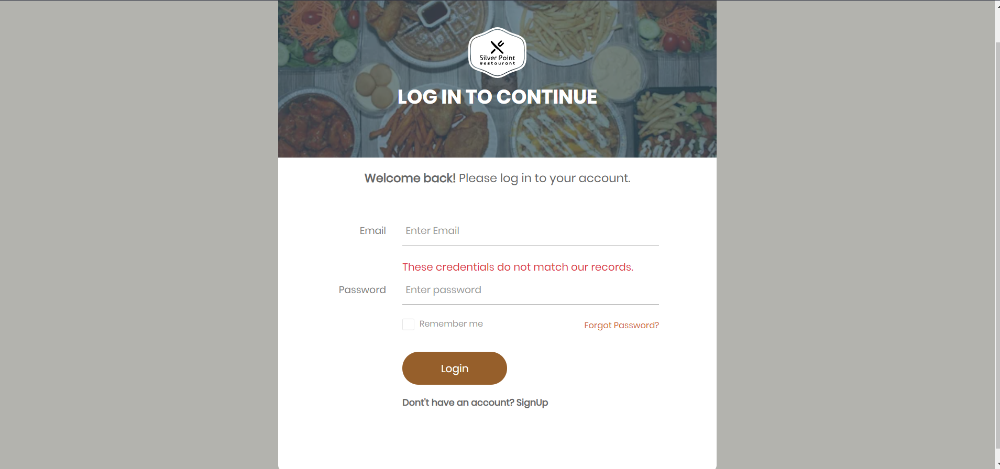 Silver Point
Restaurant
LOG IN TO CONTINUE
Welcome back! Please log in to your account.
Email Enter Email
These credentials do not match our records.
Password Enter password
Remember me Forgot Password?
Login
Dont't have an account? SignUp